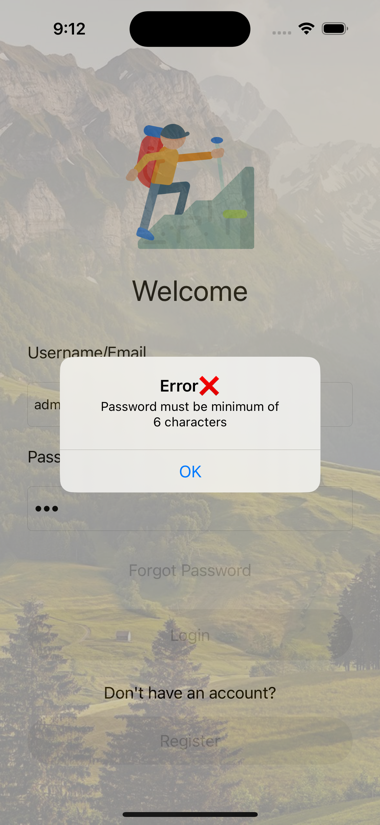 9:12
Welcome
Username/Email
adm
Error❌
Password must be minimum of
6 characters
Pass
OK
•••
Forgot Password
Login
Don't have an account?
Register